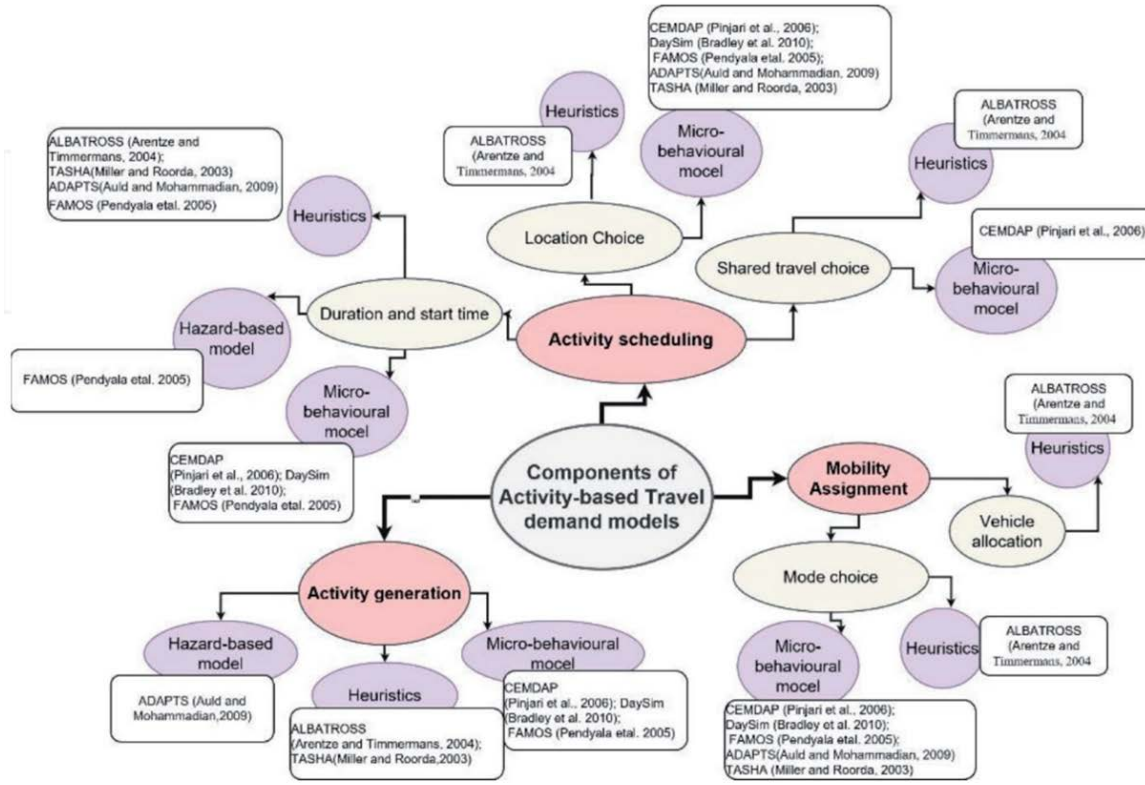 CEMDAP (Pinjari et al., 2006);
DaySim (Bradley et al. 2010);
FAMOS (Pendyala etal. 2005);
ADAPTS(Auld and Mohammadian, 2009)
TASHA (Miller and Roorda, 2003)
Heuristics
ALBATROSS
(Arentze and
Timmermans, 2004
Micro-
behavioural
mocel
Location Choice
ALBATROSS
(Arentze and
Timmermans, 2004
Heuristics
CEMDAP (Pinjari et al., 2006)
Micro-
behavioural
mocel
Shared travel choice
ALBATROSS (Arentze and
Timmermans, 2004);
TASHA(Miller and Roorda, 2003)
ADAPTS(Auld and Mohammadian, 2009)
FAMOS (Pendyala etal. 2005)
Heuristics
Duration and start time
Activity scheduling
Hazard-based
model
FAMOS (Pendyala etal. 2005)
Micro-
behavioural
mocel
CEMDAP
(Pinjari et al., 2006); DaySim
(Bradley et al. 2010);
FAMOS (Pendyala etal. 2005)
Components of
Activity-based Travel
demand models
Mobility
Assignment
ALBATROSS
(Arentze and
Timmermans, 2004
Heuristics
Vehicle
allocation
Mode choice
Heuristics
ALBATROSS
(Arentze and
Timmermans, 2004
Micro-
behavioural
mocel
CEMDAP (Pinjari et al., 2006);
DaySim (Bradley et al. 2010);
FAMOS (Pendyala etal. 2005);
ADAPTS(Auld and Mohammadian, 2009)
TASHA (Miller and Roorda, 2003)
Activity generation
Hazard-based
model
ADAPTS (Auld and
Mohammadian,2009)
Heuristics
ALBATROSS
(Arentze and Timmermans, 2004);
TASHA(Miller and Roorda,2003)
Micro-behavioural
mocel
CEMDAP
(Pinjari et al., 2006); DaySim
(Bradley et al. 2010);
FAMOS (Pendyala etal. 2005)